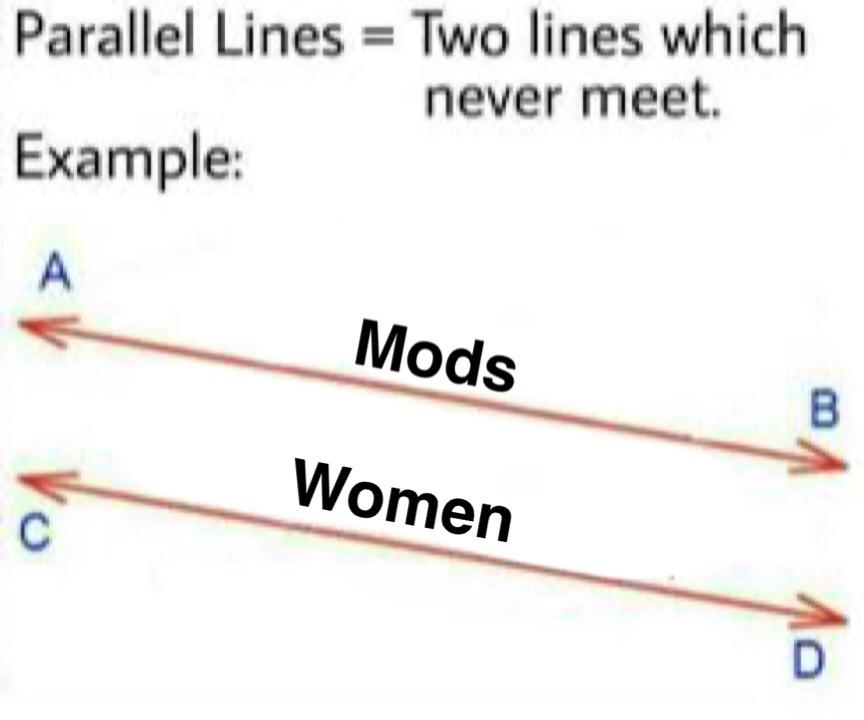 Parallel Lines = Two lines which
never meet.
Example:
A
Mods
B
Women
C
D